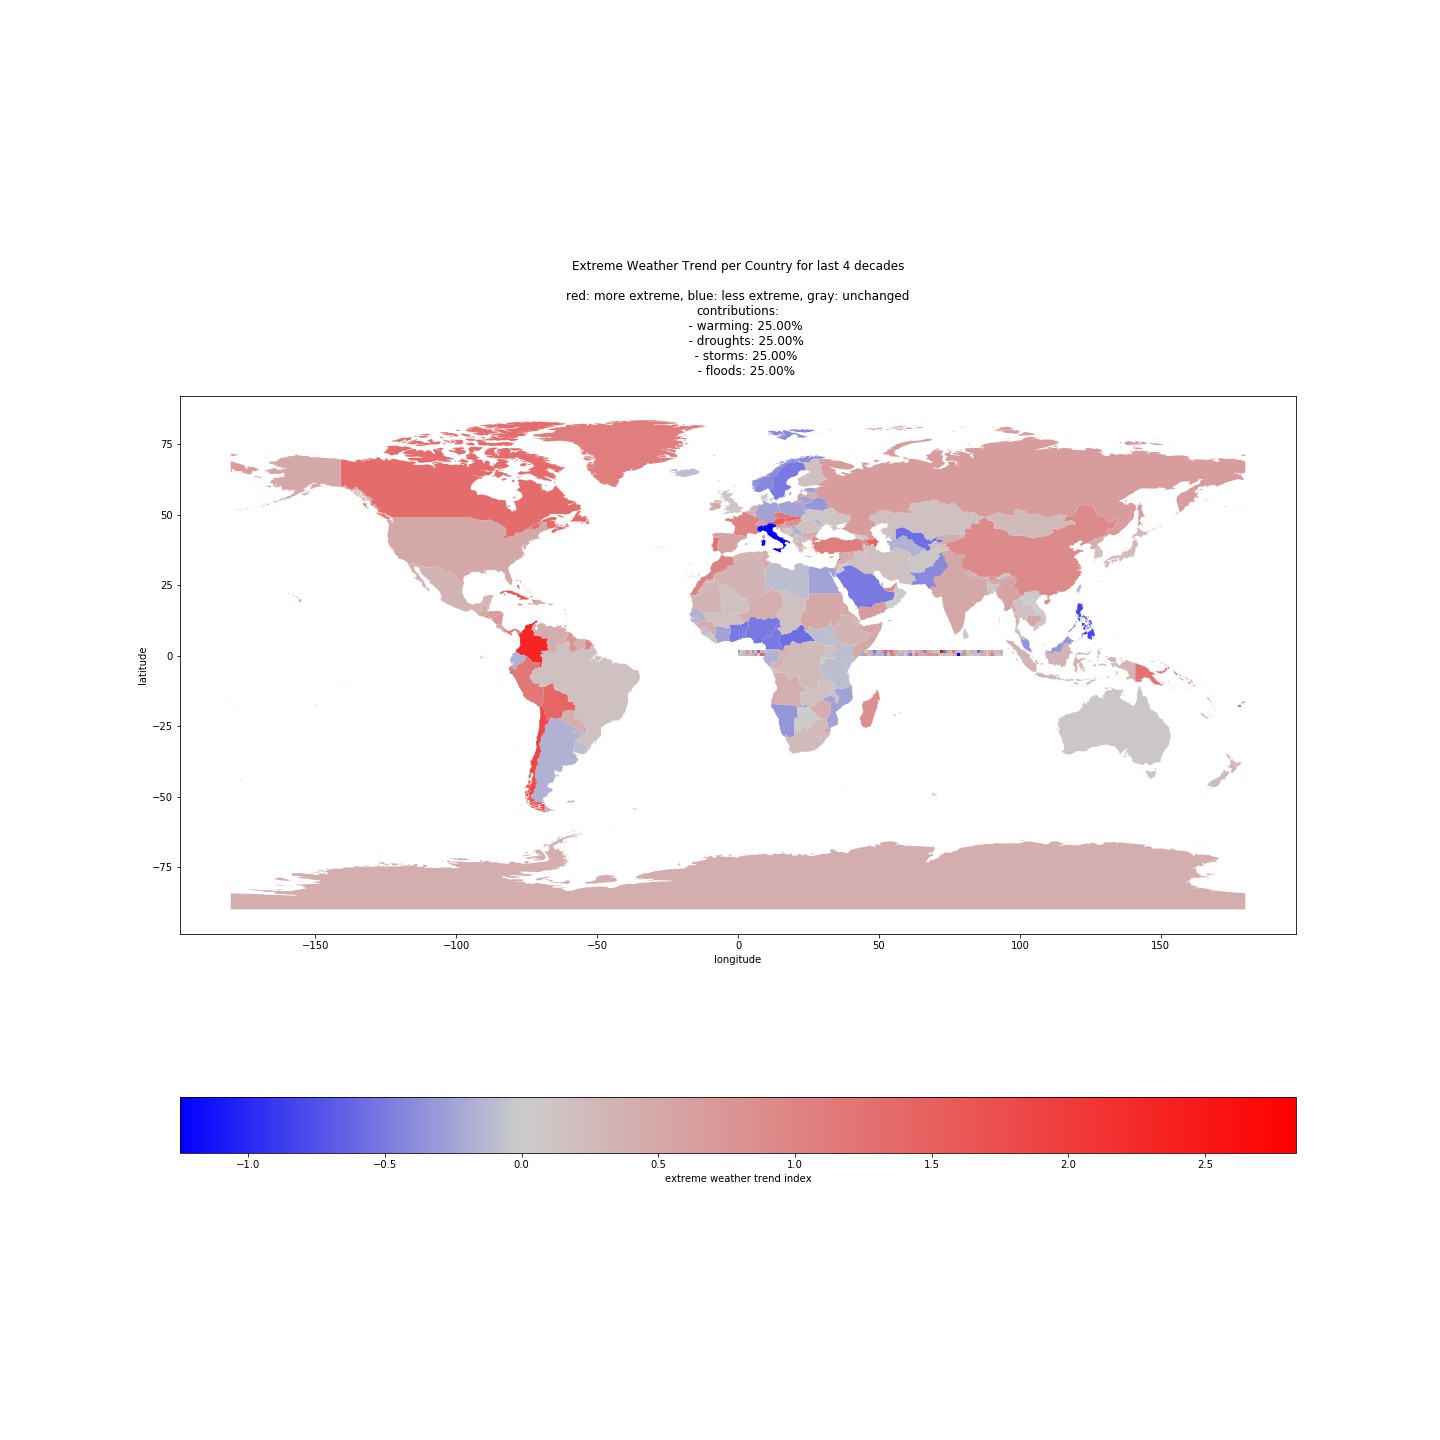 Extreme Weather Trend per Country for last 4 decades
red: more extreme, blue: less extreme, gray: unchanged
contributions:
- warming: 25.00%
- droughts: 25.00%
- storms: 25.00%
- floods: 25.00%
75
50
25
0
−25
−50
−75
latitude
−150
−100
−50
0
50
100
150
longitude
−1.0
−0.5
0.0
0.5
1.0
1.5
2.0
2.5
extreme weather trend index